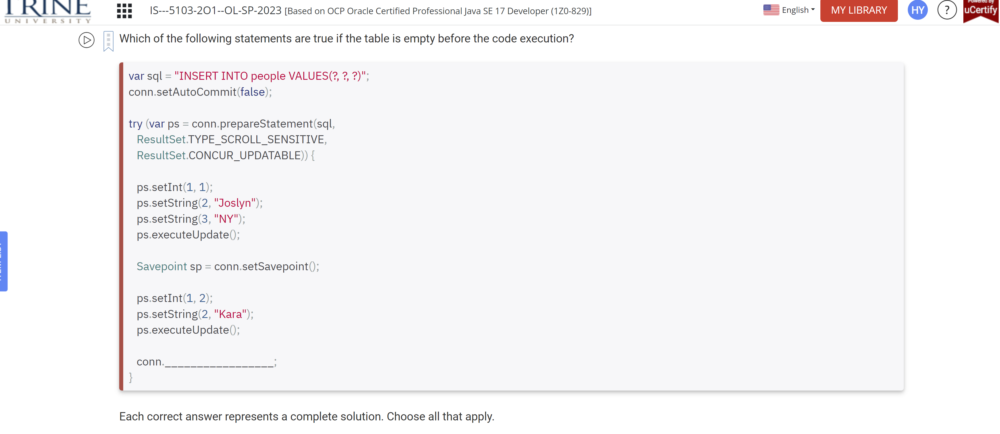 TRINE
UNIVERSITY
IS---5103-2O1--OL-SP-2023 [Based on OCP Oracle Certified Professional Java SE 17 Developer (1Z0-829)]
English
MY LIBRARY
HY
?
Powered By
uCertify
Which of the following statements are true if the table is empty before the code execution?
var sql = "INSERT INTO people VALUES(?, ?, ?)";
conn.setAutoCommit(false);
try (var ps = conn.prepareStatement(sql,
ResultSet.TYPE_SCROLL_SENSITIVE,
ResultSet.CONCUR_UPDATABLE)) {
ps.setInt(1, 1);
ps.setString(2, "Joslyn");
ps.setString(3, "NY");
ps.executeUpdate();
Savepoint sp = conn.setSavepoint();
ps.setInt(1, 2);
ps.setString(2, "Kara");
ps.executeUpdate();
conn._________________;
}
Each correct answer represents a complete solution. Choose all that apply.